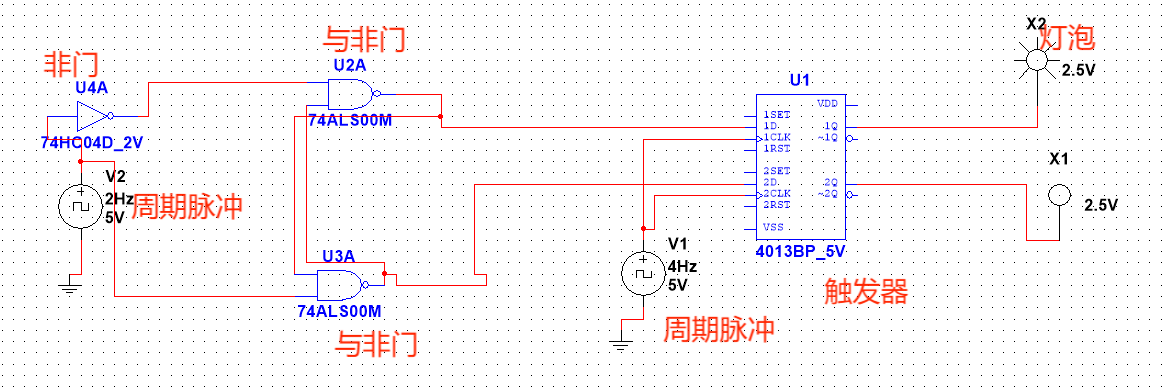 非门
U4A
74HC04D_2V
与非门
U2A
74ALS00M
V2
2Hz
5V
周期脉冲
U3A
74ALS00M
与非门
V1
4Hz
5V
周期脉冲
U1
1SET
1D
1CLK
1RST
2SET
2D
2CLK
2RST
VSS
VDD
1Q
~1Q
2Q
~2Q
4013BP_5V
触发器
X2
灯泡
2.5V
X1
2.5V